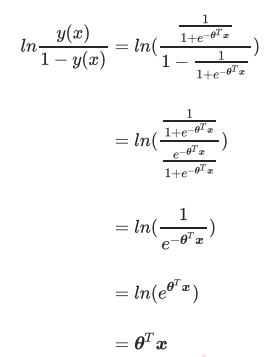 ln y(x) / (1 − y(x)) = ln( (1 / (1+e^{−θ^T x})) / (1 − 1 / (1+e^{−θ^T x})) )
= ln( (1 / (1+e^{−θ^T x})) / (e^{−θ^T x} / (1+e^{−θ^T x})) )
= ln( 1 / e^{−θ^T x} )
= ln(e^{θ^T x})
= θ^T x